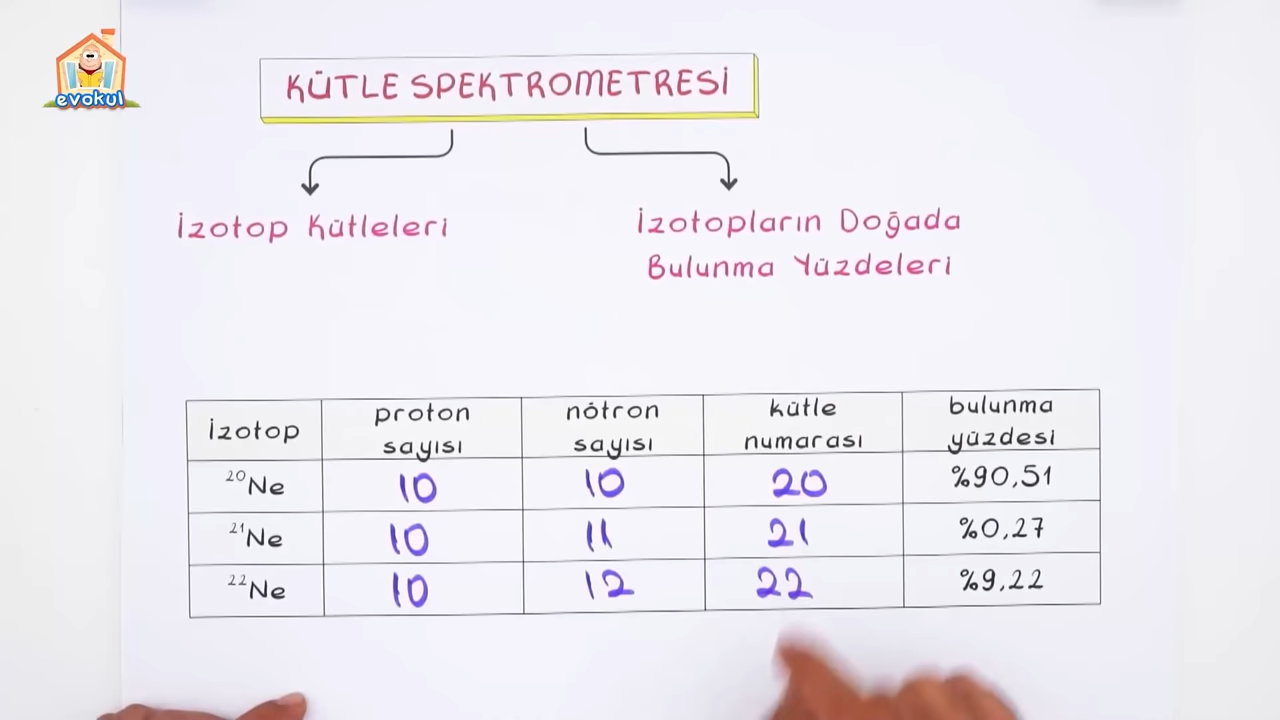 evokul
KÜTLE SPEKTROMETRESİ
İzotop Kütleleri
İzotopların Doğada
Bulunma Yüzdeleri
İzotop
proton
sayısı
nötron
sayısı
kütle
numarası
bulunma
yüzdesi
²⁰Ne 10 10 20 %90,51
²¹Ne 10 11 21 %0,27
²²Ne 10 12 22 %9,22